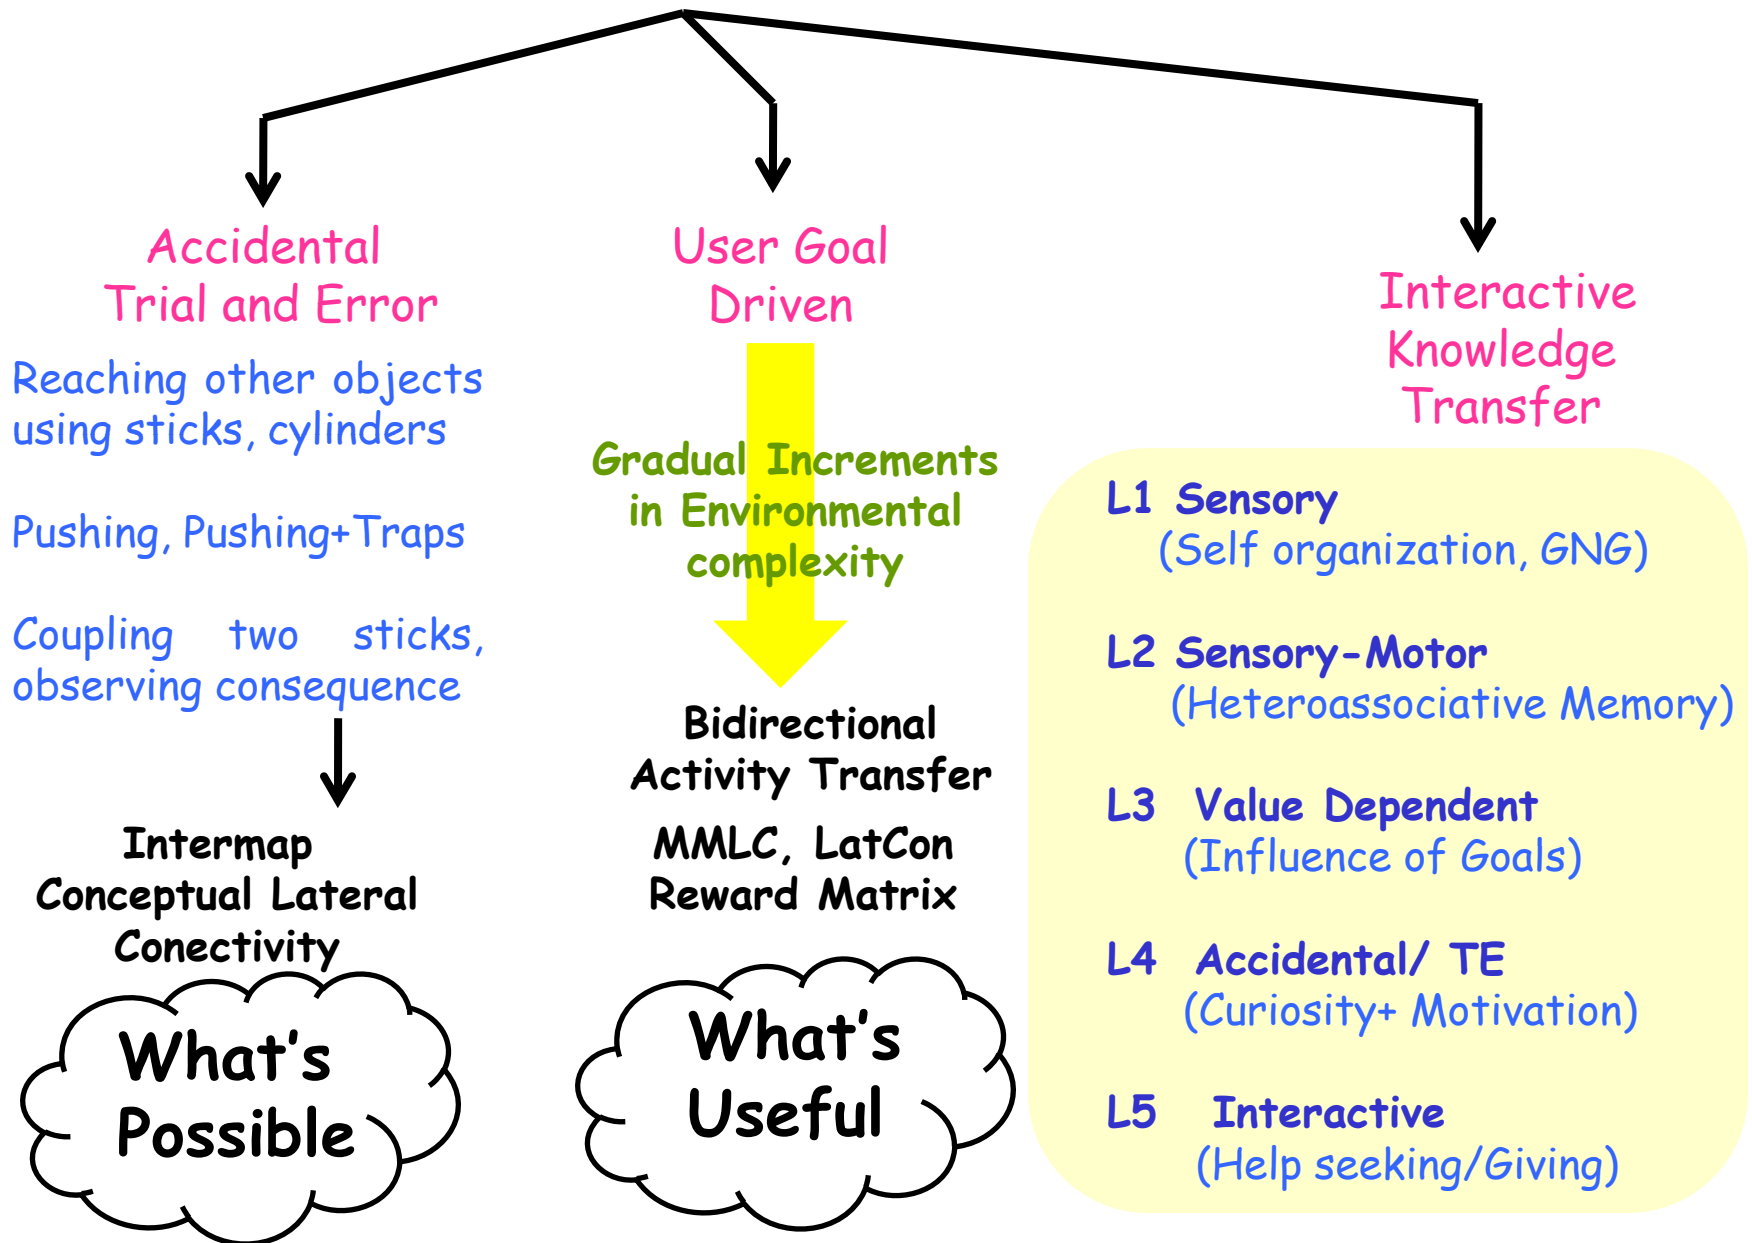 Accidental
Trial and Error
Reaching other objects
using sticks, cylinders
Pushing, Pushing+Traps
Coupling two sticks,
observing consequence
Intermap
Conceptual Lateral
Conectivity
What's
Possible
User Goal
Driven
Gradual Increments
in Environmental
complexity
Bidirectional
Activity Transfer
MMLC, LatCon
Reward Matrix
What's
Useful
Interactive
Knowledge
Transfer
L1 Sensory
(Self organization, GNG)
L2 Sensory-Motor
(Heteroassociative Memory)
L3 Value Dependent
(Influence of Goals)
L4 Accidental/ TE
(Curiosity+ Motivation)
L5 Interactive
(Help seeking/Giving)